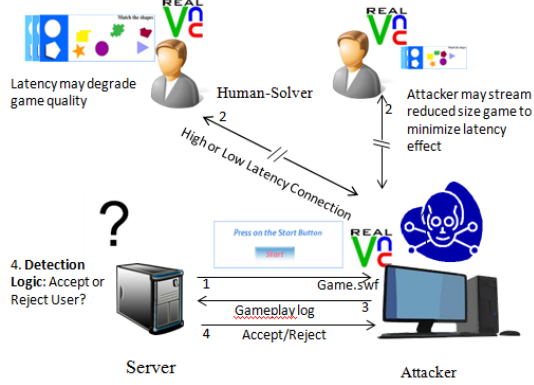 Match the shapes
REAL
VNC
REAL
VNC
Latency may degrade
game quality
Human-Solver
Attacker may stream
reduced size game to
minimize latency
effect
2
2
High or Low Latency Connection
?
Press on the Start Button
Start
REAL
VNC
4. Detection
Logic: Accept or
Reject User?
1
Game.swf
Gameplay log
3
4
Accept/Reject
Server
Attacker